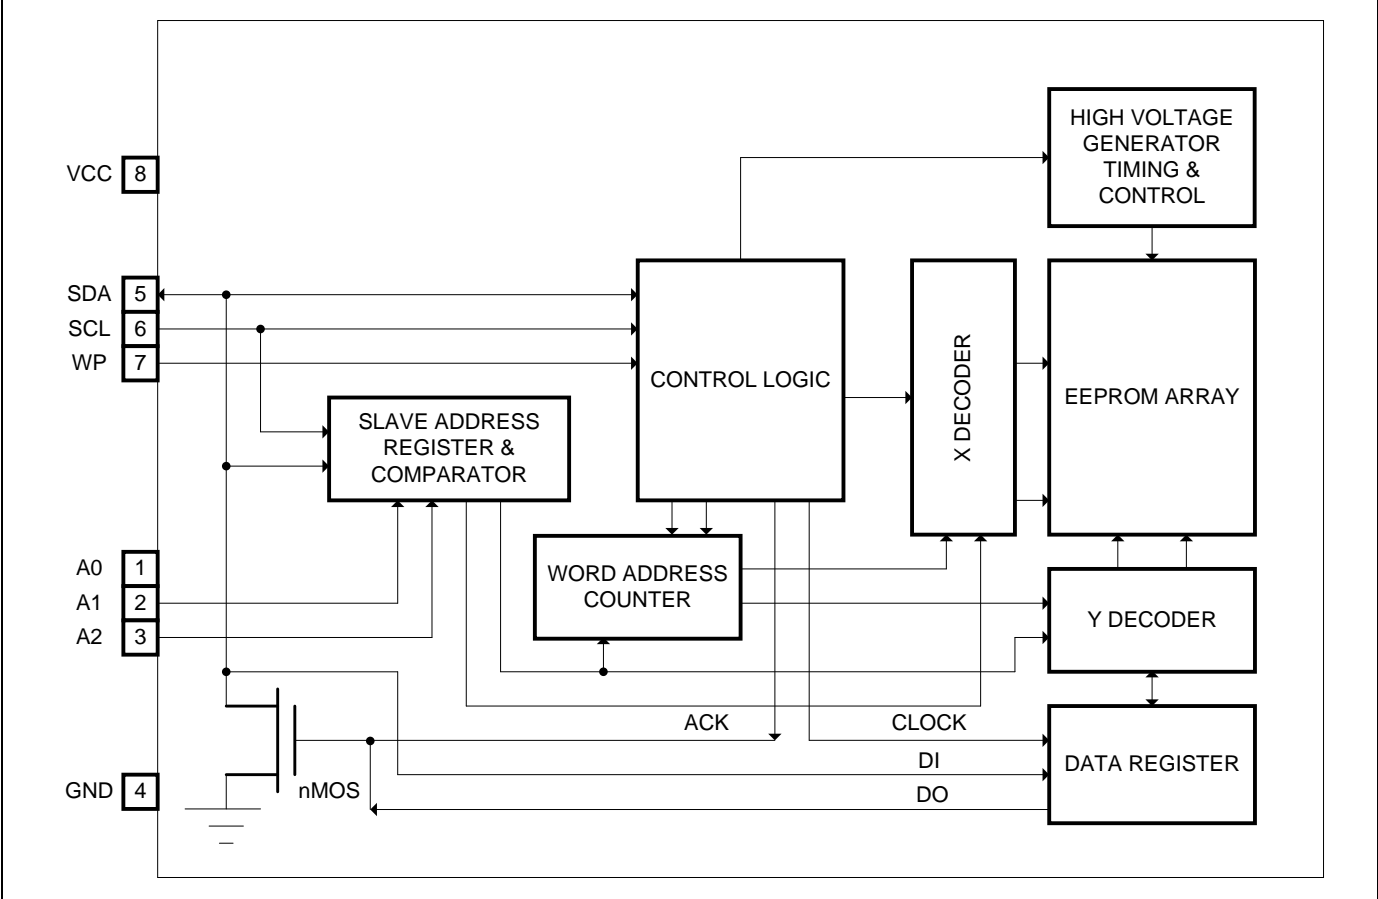 HIGH VOLTAGE
GENERATOR
TIMING &
CONTROL
VCC 8
SDA 5
SCL 6
WP 7
CONTROL LOGIC
X DECODER
EEPROM ARRAY
SLAVE ADDRESS
REGISTER &
COMPARATOR
A0 1
A1 2
A2 3
WORD ADDRESS
COUNTER
Y DECODER
ACK
CLOCK
DI
DO
DATA REGISTER
GND 4
nMOS